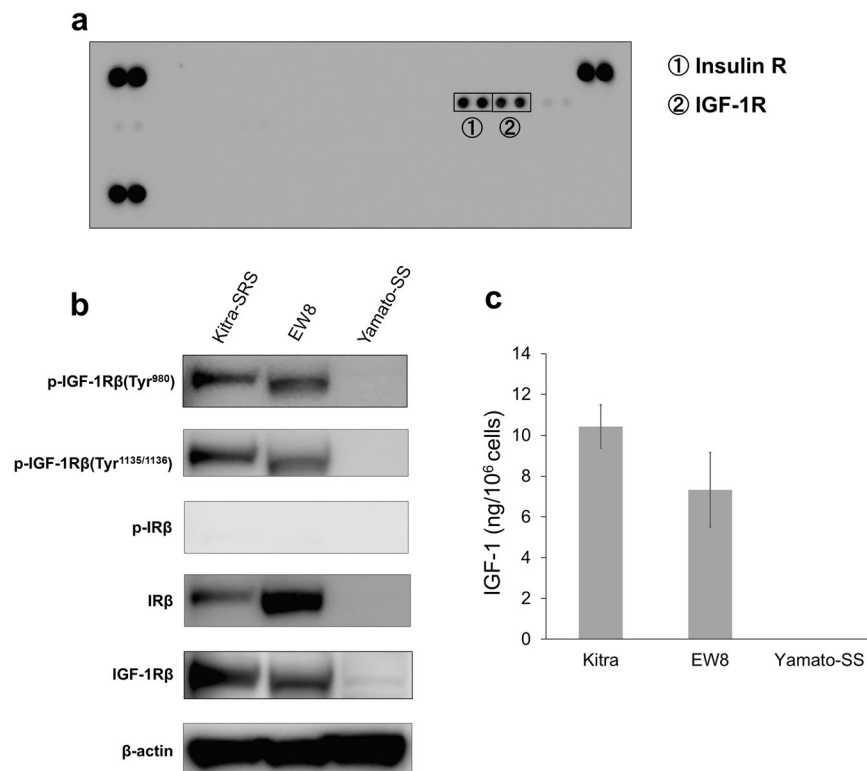 a
① Insulin R
② IGF-1R
① ②
b
Kitra-SRS EW8 Yamato-SS
p-IGF-1Rβ(Tyr⁹⁸⁰)
p-IGF-1Rβ(Tyr¹¹³⁵/¹¹³⁶)
p-IRβ
IRβ
IGF-1Rβ
β-actin
c
IGF-1 (ng/10⁶ cells)
14
12
10
8
6
4
2
0
Kitra EW8 Yamato-SS